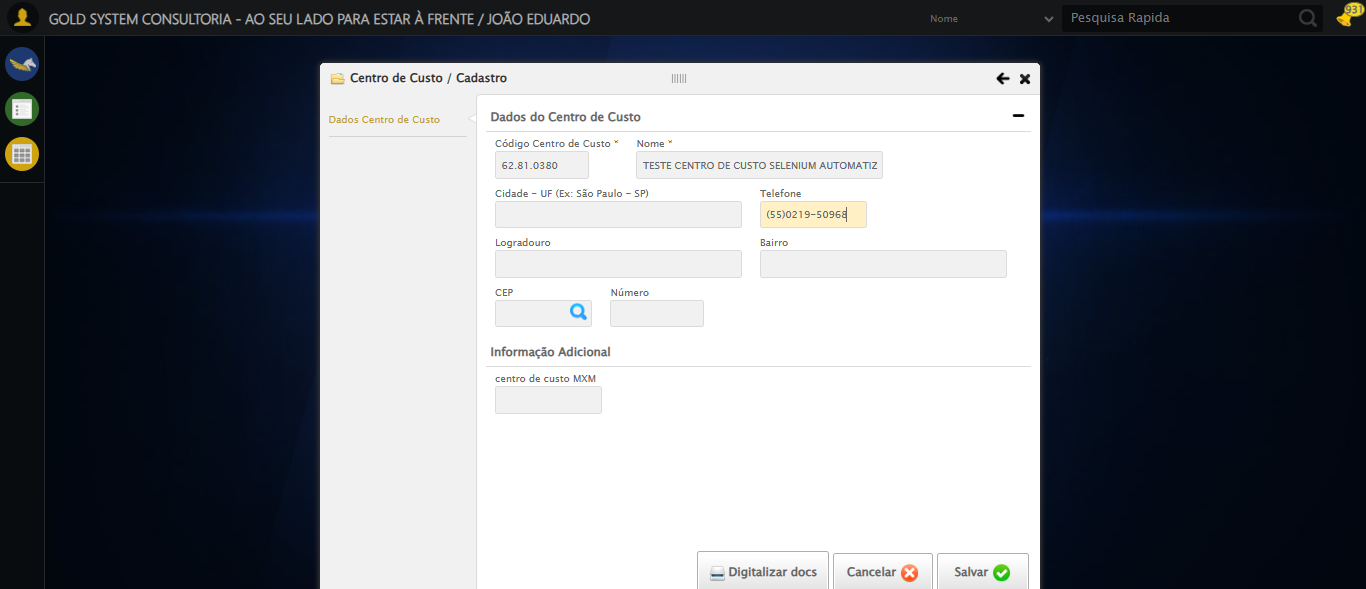 GOLD SYSTEM CONSULTORIA - AO SEU LADO PARA ESTAR À FRENTE / JOÃO EDUARDO
Nome
Pesquisa Rapida
931
Centro de Custo / Cadastro
Dados Centro de Custo
Dados do Centro de Custo
Código Centro de Custo * Nome *
62.81.0380 TESTE CENTRO DE CUSTO SELENIUM AUTOMATIZ
Cidade - UF (Ex: São Paulo - SP) Telefone
(55)0219-50968
Logradouro Bairro
CEP Número
Informação Adicional
centro de custo MXM
Digitalizar docs Cancelar Salvar